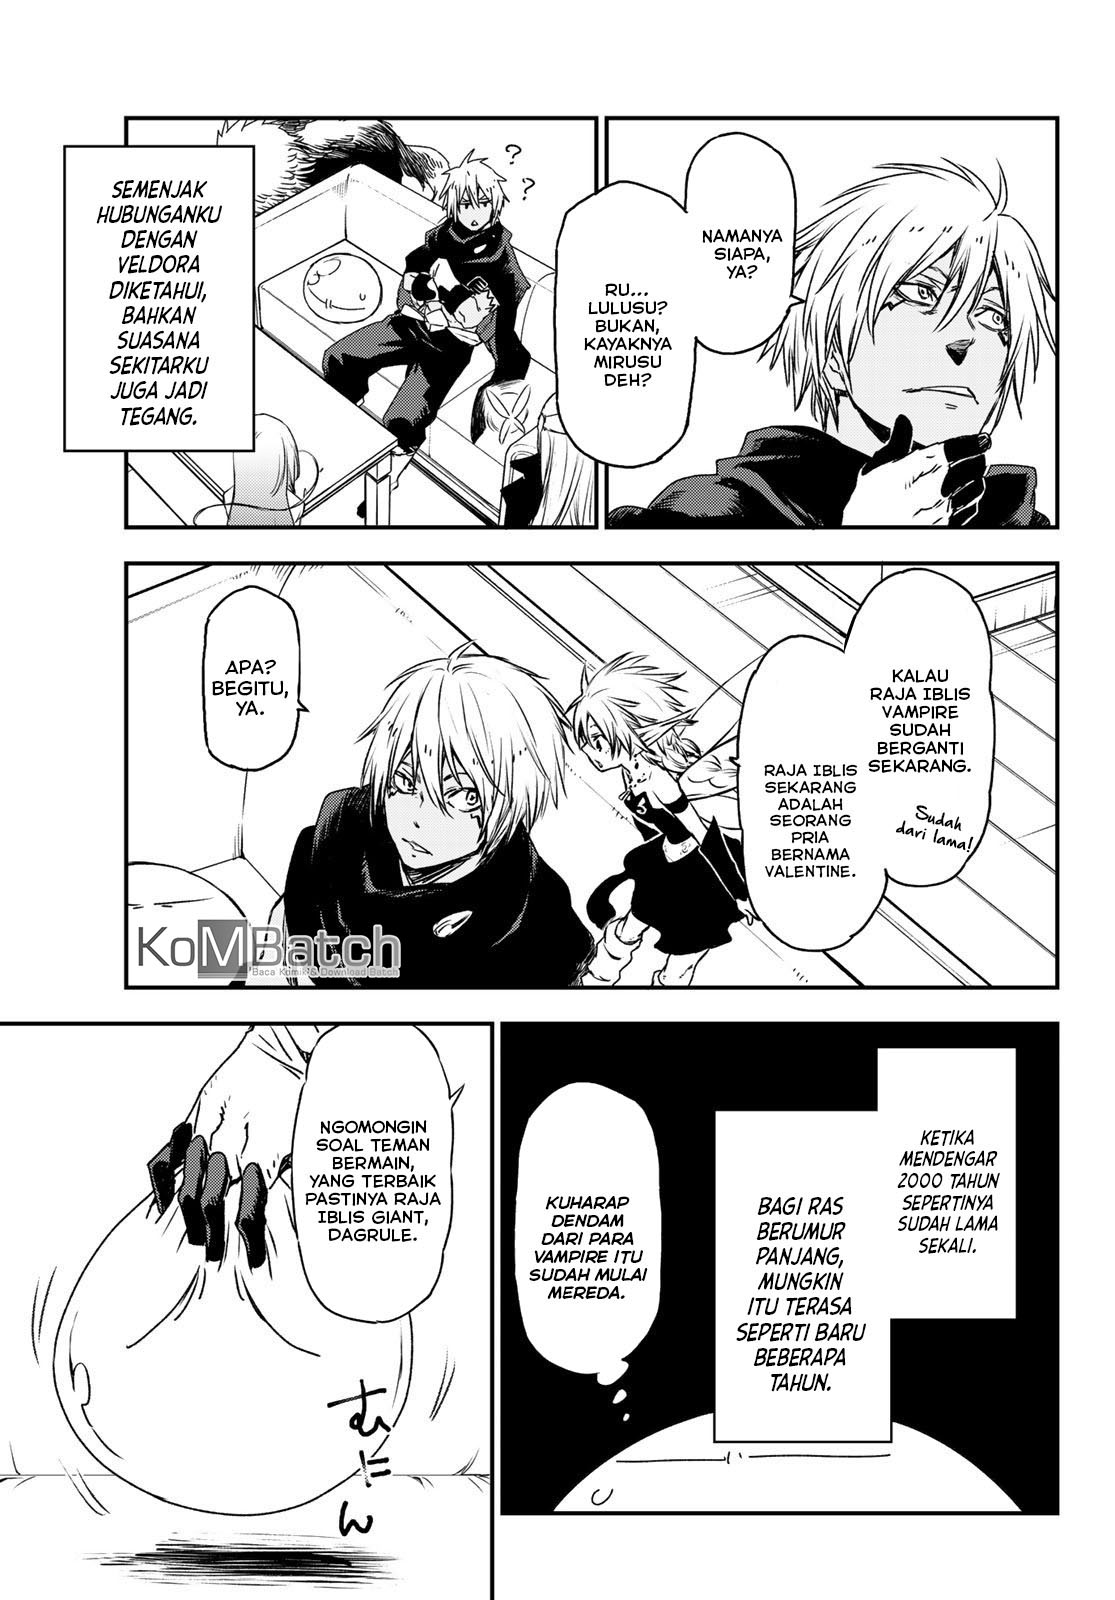 NAMANYA
SIAPA,
YA?
RU...
LULUSU?
BUKAN,
KAYAKNYA
MIRUSU
DEH?
?
?
SEMENJAK
HUBUNGANKU
DENGAN
VELDORA
DIKETAHUI,
BAHKAN
SUASANA
SEKITARKU
JUGA JADI
TEGANG.
KALAU
RAJA IBLIS
VAMPIRE
SUDAH
BERGANTI
SEKARANG.
Sudah
dari lama!
RAJA IBLIS
SEKARANG
ADALAH
SEORANG
PRIA
BERNAMA
VALENTINE.
APA?
BEGITU,
YA.
KoMBatch
Baca Komik & Download Batch
KETIKA
MENDENGAR
2000 TAHUN
SEPERTINYA
SUDAH LAMA
SEKALI.
BAGI RAS
BERUMUR
PANJANG,
MUNGKIN
ITU TERASA
SEPERTI BARU
BEBERAPA
TAHUN.
KUHARAP
DENDAM
DARI PARA
VAMPIRE ITU
SUDAH MULAI
MEREDA.
NGOMONGIN
SOAL TEMAN
BERMAIN,
YANG TERBAIK
PASTINYA RAJA
IBLIS GIANT,
DAGRULE.
むにん